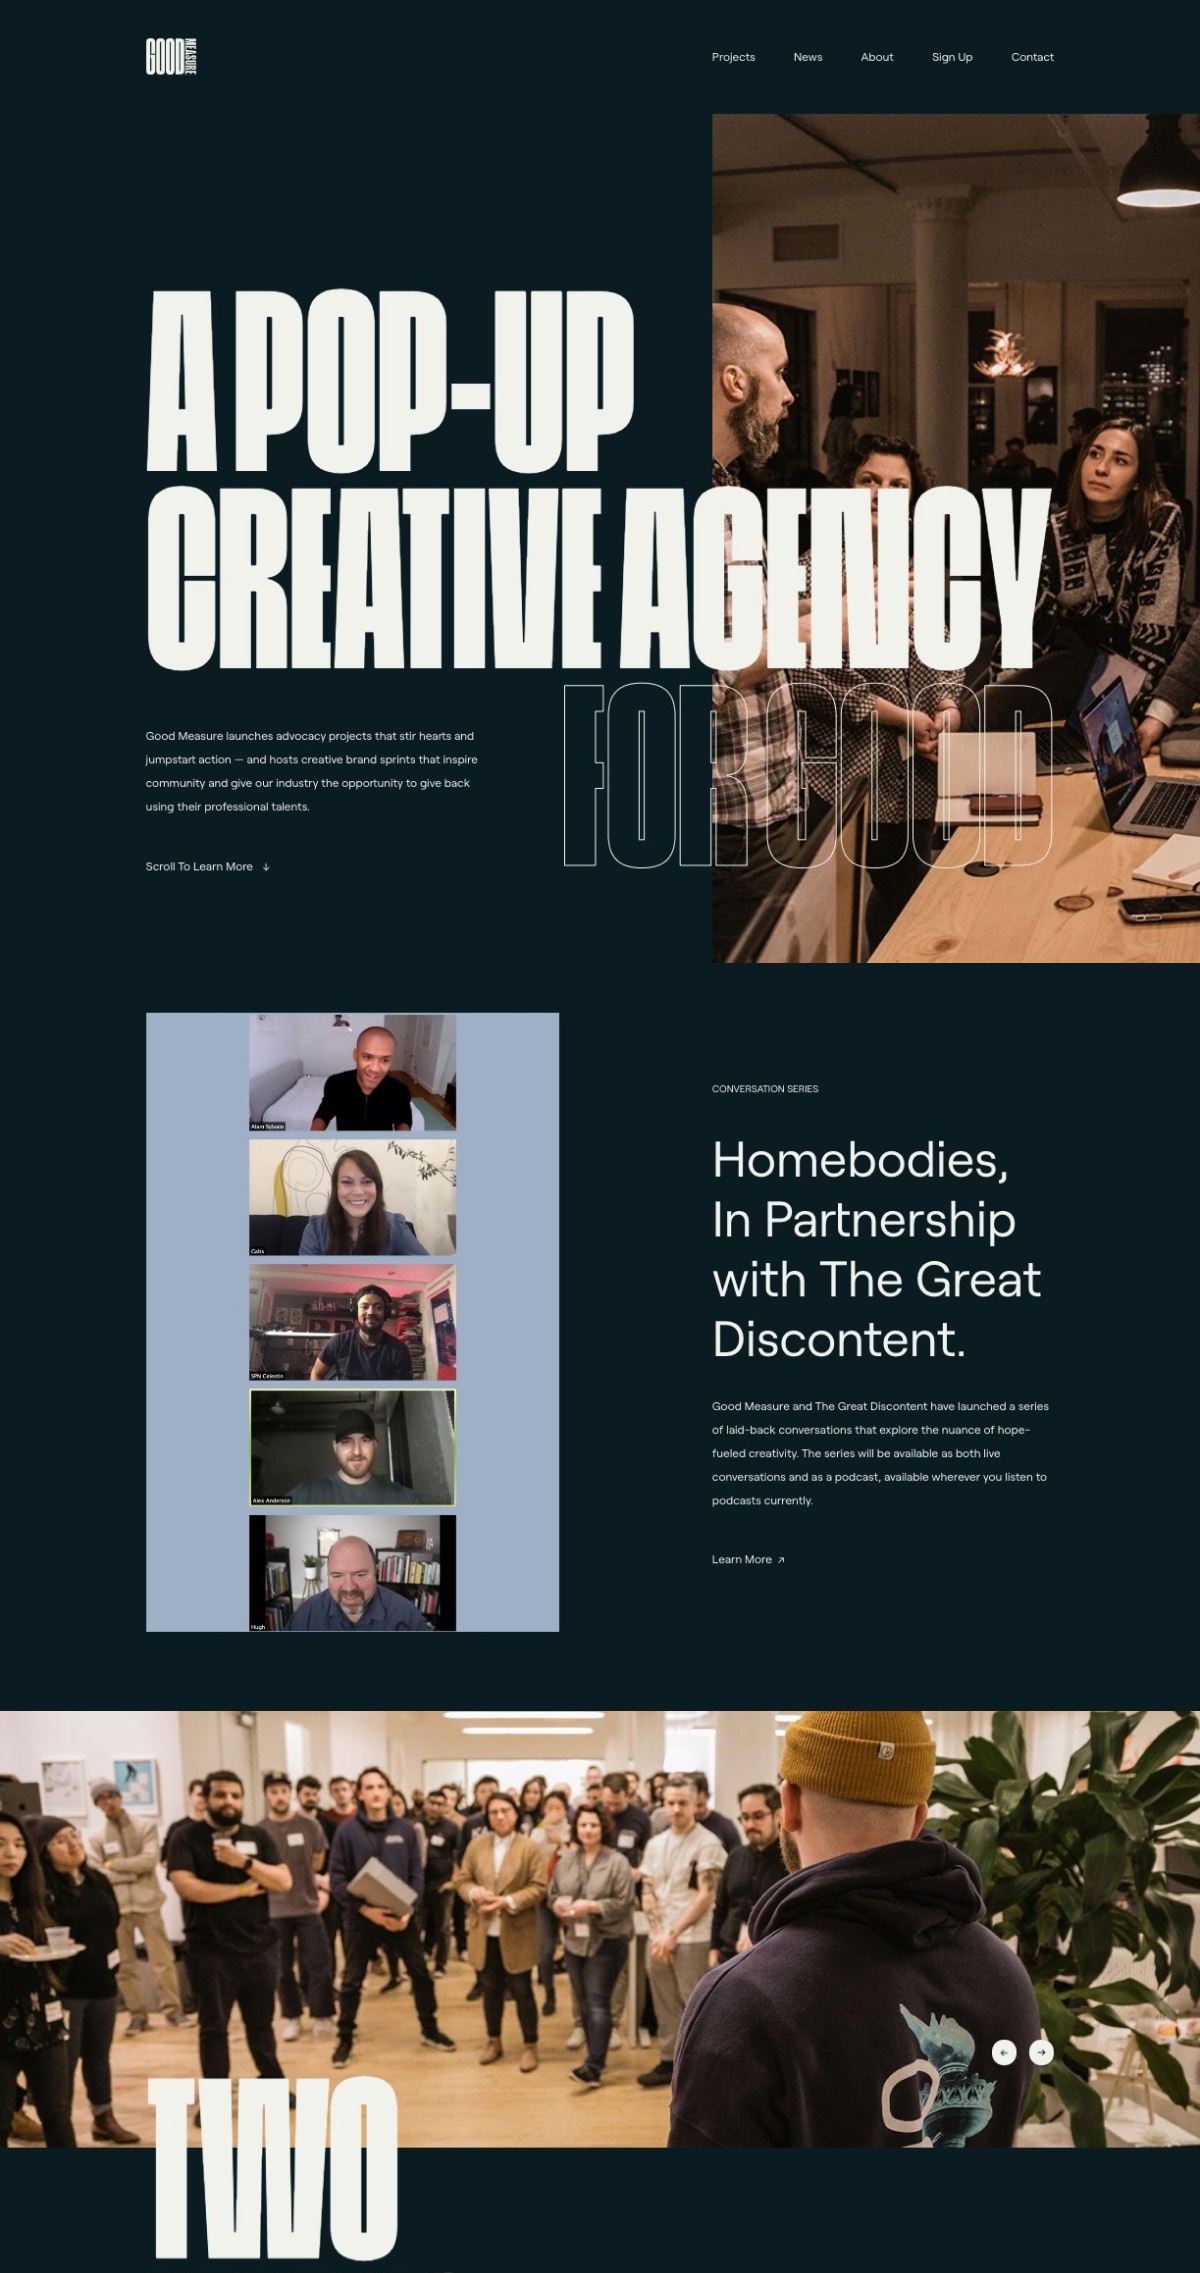 GOOD MEASURE
Projects News About Sign Up Contact
A POP-UP
CREATIVE AGENCY
FOR GOOD
Good Measure launches advocacy projects that stir hearts and
jumpstart action — and hosts creative brand sprints that inspire
community and give our industry the opportunity to give back
using their professional talents.
Scroll To Learn More ↓
Alain Sylvain
Gabs
SPN Celestin
Alex Anderson
Hugh
CONVERSATION SERIES
Homebodies,
In Partnership
with The Great
Discontent.
Good Measure and The Great Discontent have launched a series
of laid-back conversations that explore the nuance of hope-
fueled creativity. The series will be available as both live
conversations and as a podcast, available wherever you listen to
podcasts currently.
Learn More ↗
← →
TWO